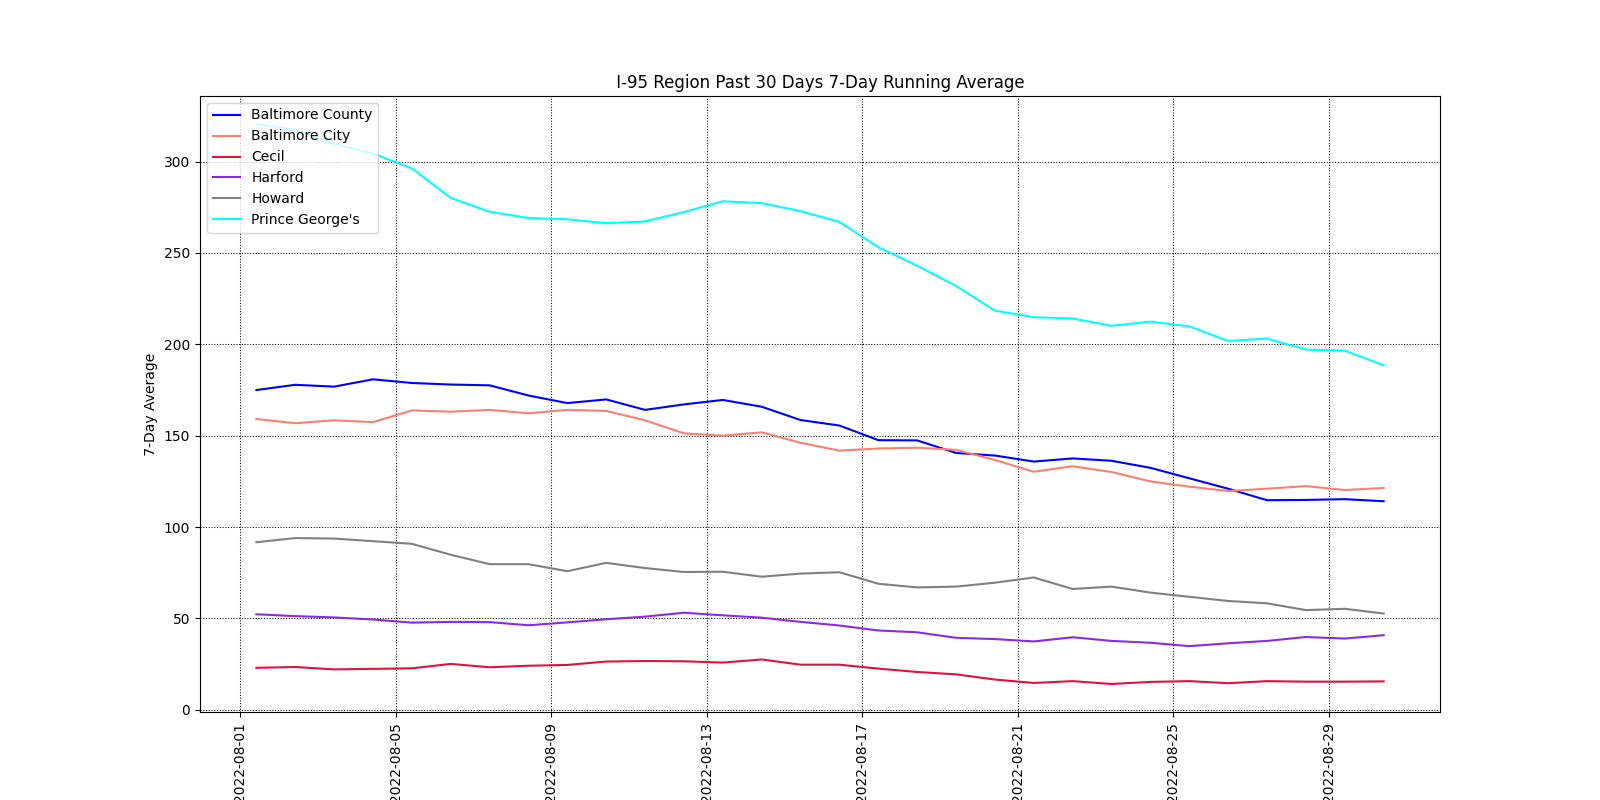 I-95 Region Past 30 Days 7-Day Running Average
Baltimore County
Baltimore City
Cecil
Harford
Howard
Prince George's
300
250
200
150
100
50
0
7-Day Average
2022-08-01
2022-08-05
2022-08-09
2022-08-13
2022-08-17
2022-08-21
2022-08-25
2022-08-29